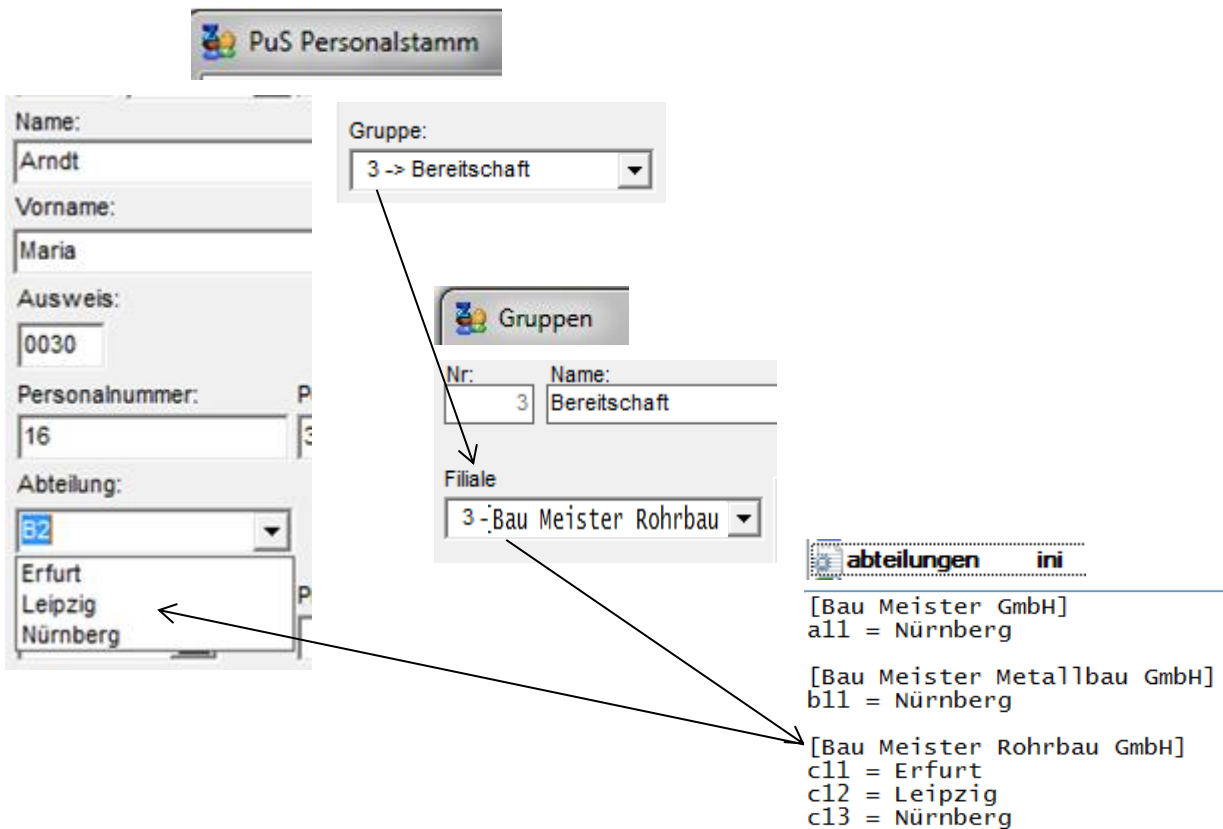 PuS Personalstamm
Name:
Arndt
Vorname:
Maria
Ausweis:
0030
Personalnummer:
P
16
3
Abteilung:
B2
Erfurt
Leipzig
Nürnberg
P
Gruppe:
3 -> Bereitschaft
Gruppen
Nr:
Name:
3
Bereitschaft
Filiale
3 -Bau Meister Rohrbau
abteilungen ini
[Bau Meister GmbH]
a11 = Nürnberg
[Bau Meister Metallbau GmbH]
b11 = Nürnberg
[Bau Meister Rohrbau GmbH]
c11 = Erfurt
c12 = Leipzig
c13 = Nürnberg